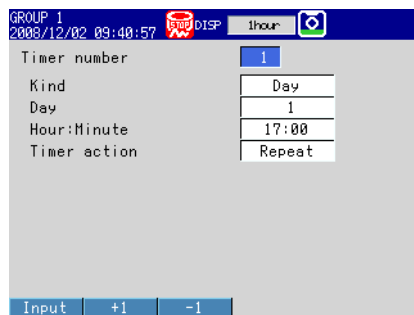 GROUP 1
2008/12/02 09:40:57 STOP DISP 1hour
Timer number 1
Kind Day
Day 1
Hour:Minute 17:00
Timer action Repeat
Input +1 -1